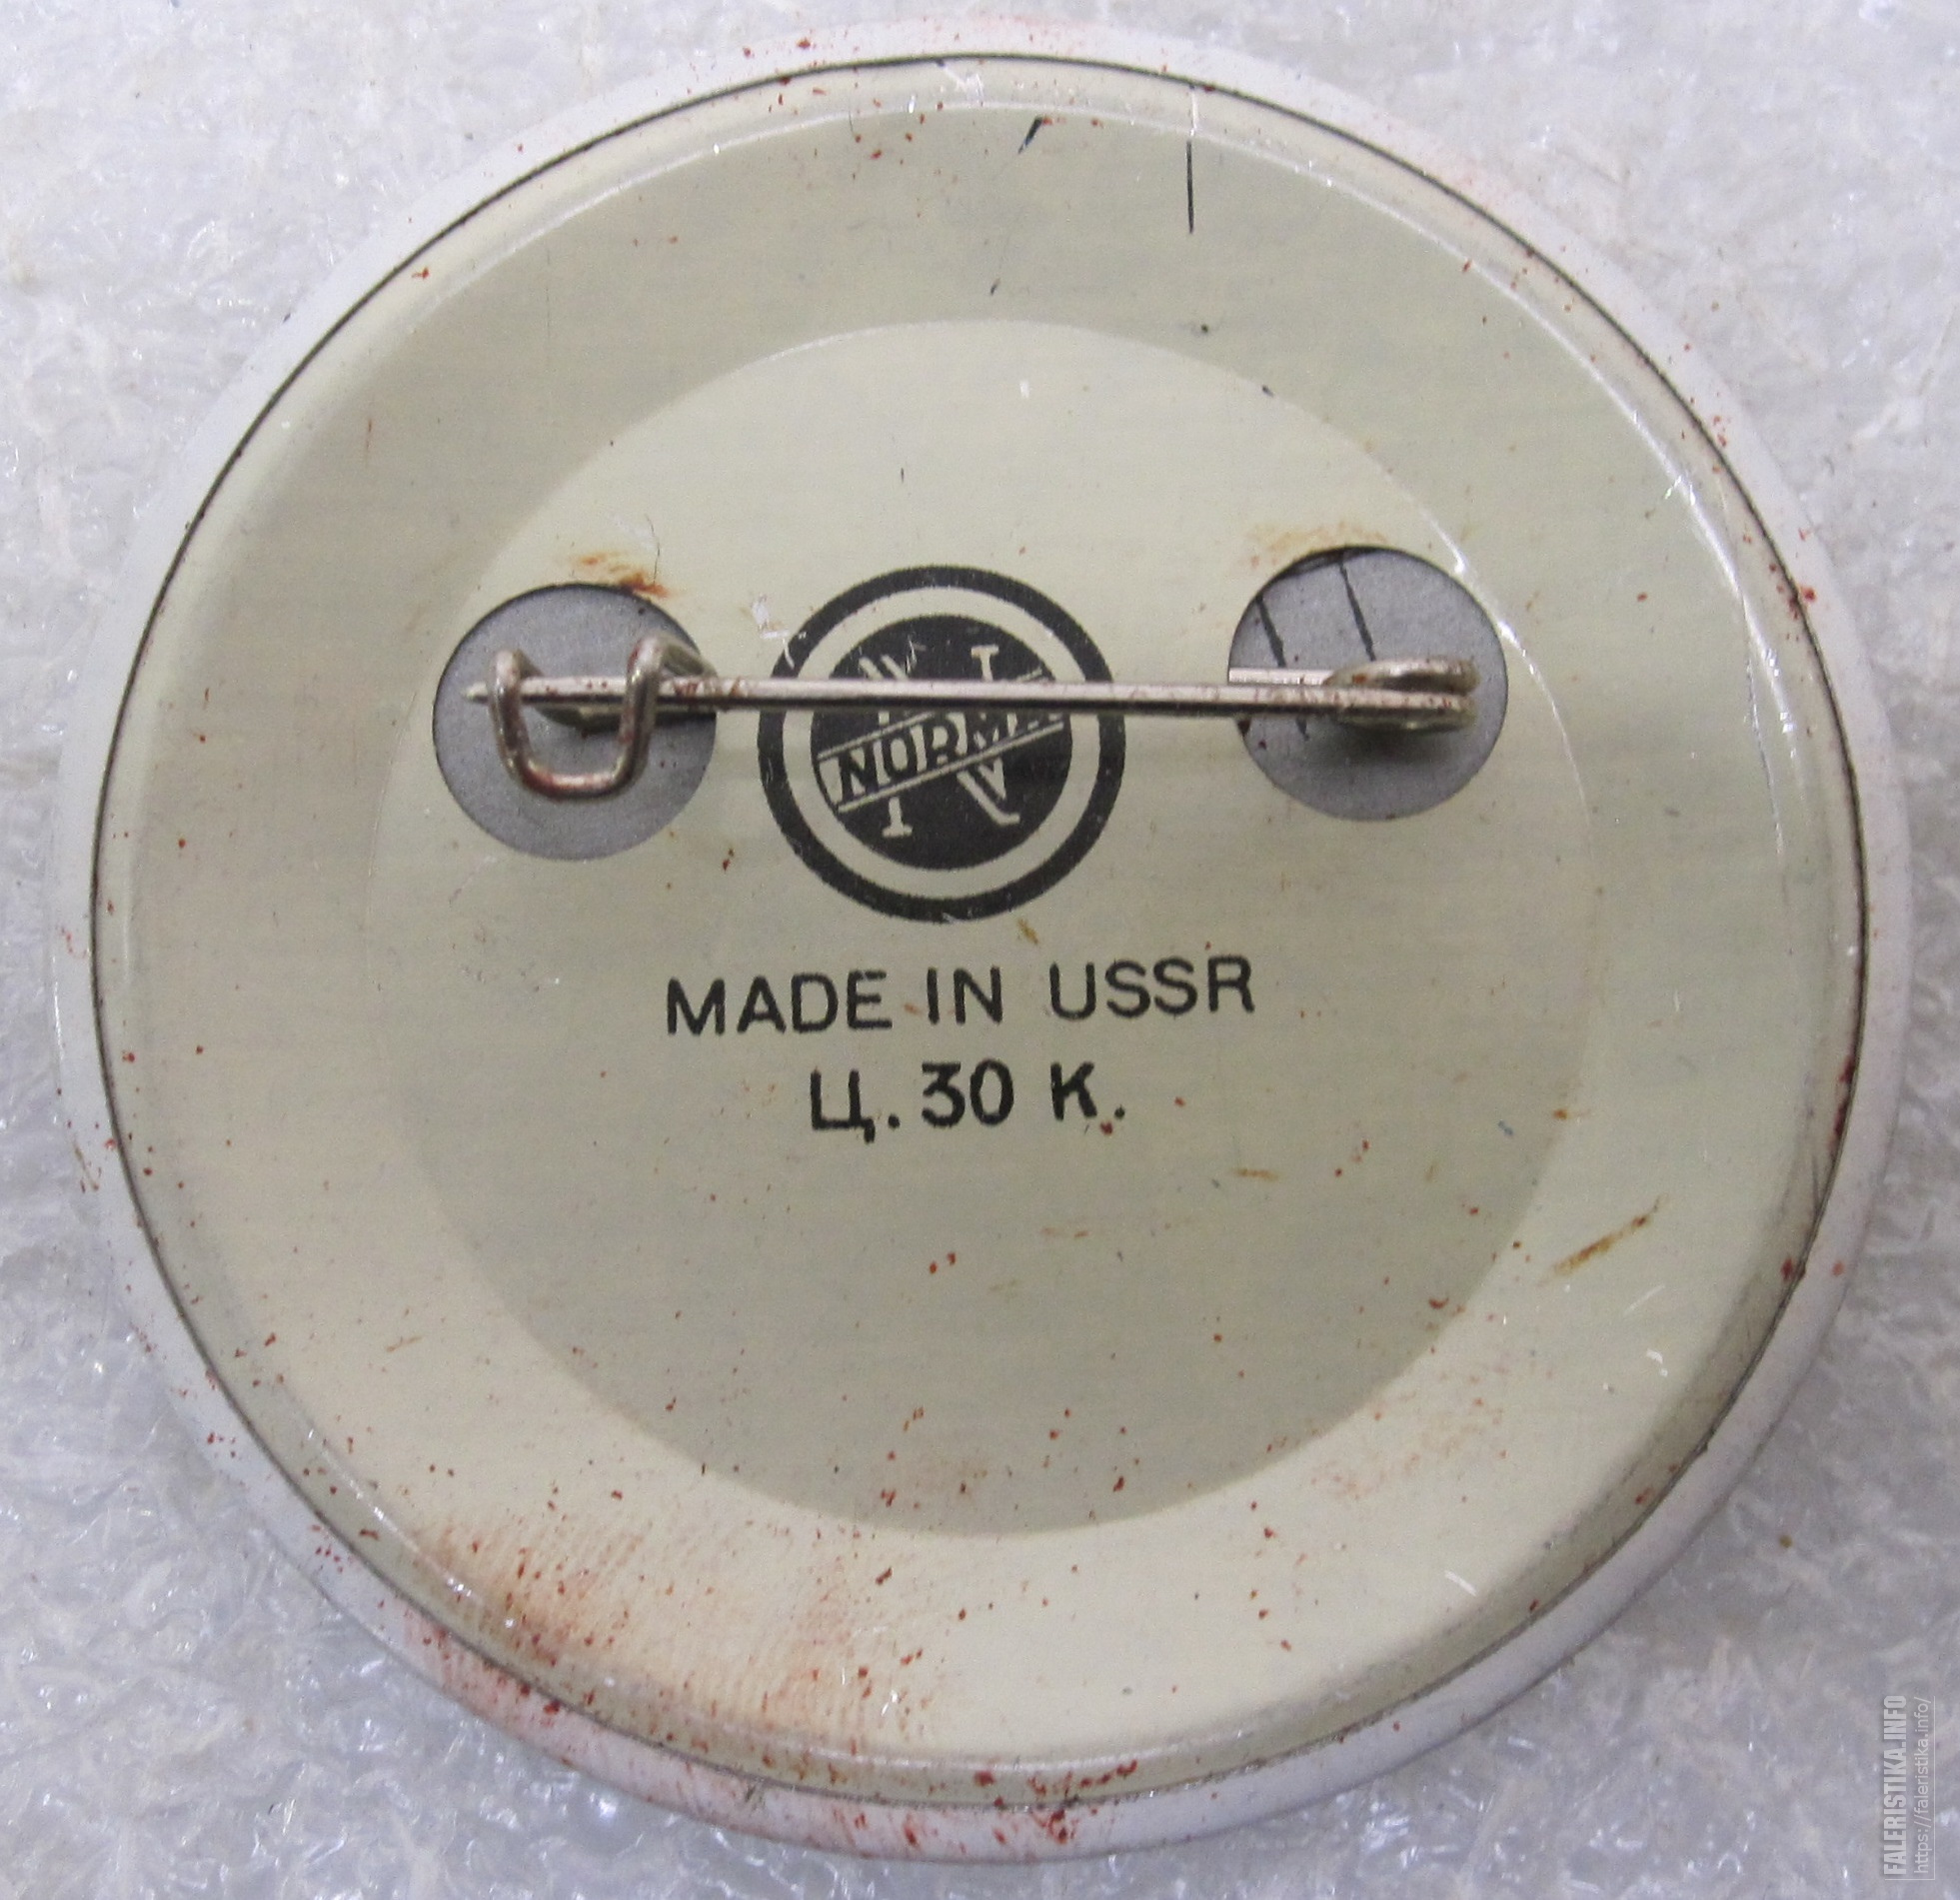 N
NORMA
MADE IN USSR
Ц. 30 К.
FALERISTIKA.INFO
https://faleristika.info/